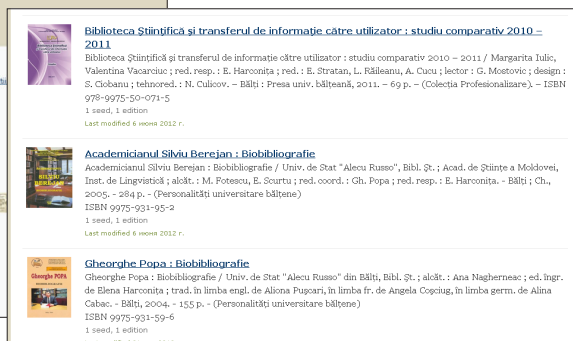 Biblioteca Ştiinţifică şi transferul de informaţie către utilizator : studiu comparativ 2010 –
2011
Biblioteca Ştiinţifică şi transferul de informaţie către utilizator : studiu comparativ 2010 – 2011 / Margarita Iulic,
Valentina Vacarciuc ; red. resp. : E. Harconiţa ; red. : E. Stratan, L. Răileanu, A. Cucu ; lector : G. Mostovic ; design :
S. Ciobanu ; tehnored. : N. Culicov. – Bălţi : Presa univ. bălţeană, 2011. – 69 p. – (Colecţia Profesionalizare). – ISBN
978-9975-50-071-5
1 seed, 1 edition
Last modified 6 июня 2012 г.
Academicianul Silviu Berejan : Biobibliografie
Academicianul Silviu Berejan : Biobibliografie / Univ. de Stat "Alecu Russo", Bibl. Şt. ; Acad. de Ştiinţe a Moldovei,
Inst. de Lingvistică ; alcăt. : M. Fotescu, E. Scurtu ; red. coord. : Gh. Popa ; red. resp. : E. Harconiţa. - Bălţi ; Ch.,
2005. - 284 p. - (Personalităţi universitare bălţene)
ISBN 9975-931-95-2
1 seed, 1 edition
Last modified 6 июня 2012 г.
SILVIU
BEREJAN
Gheorghe Popa : Biobibliografie
Gheorghe Popa : Biobibliografie / Univ. de Stat "Alecu Russo" din Bălţi, Bibl. Şt. ; alcăt. : Ana Nagherneac ; ed. îngr.
de Elena Harconiţa ; trad. în limba engl. de Aliona Puşcari, în limba fr. de Angela Coşciug, în limba germ. de Alina
Cabac. - Bălţi, 2004. - 155 p. - (Personalităţi universitare bălţene)
ISBN 9975-931-59-6
1 seed, 1 edition
Gheorghe POPA